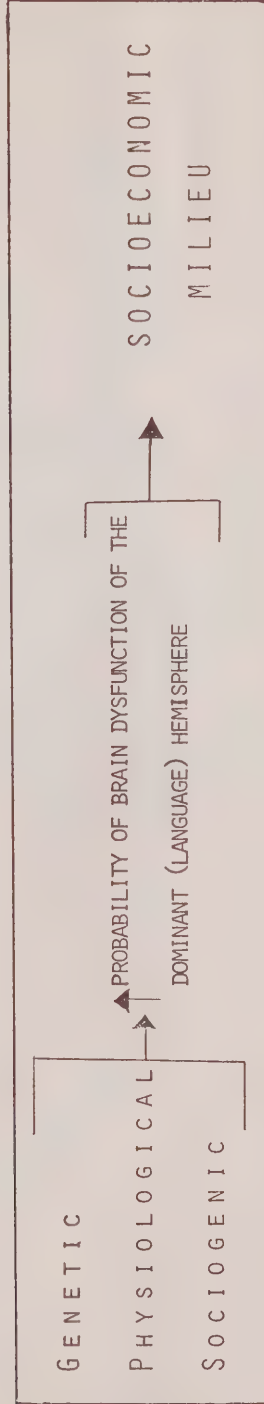 GENETIC
PHYSIOLOGICAL
SOCIOGENIC
PROBABILITY OF BRAIN DYSFUNCTION OF THE
DOMINANT (LANGUAGE) HEMISPHERE
SOCIOECONOMIC
MILIEU